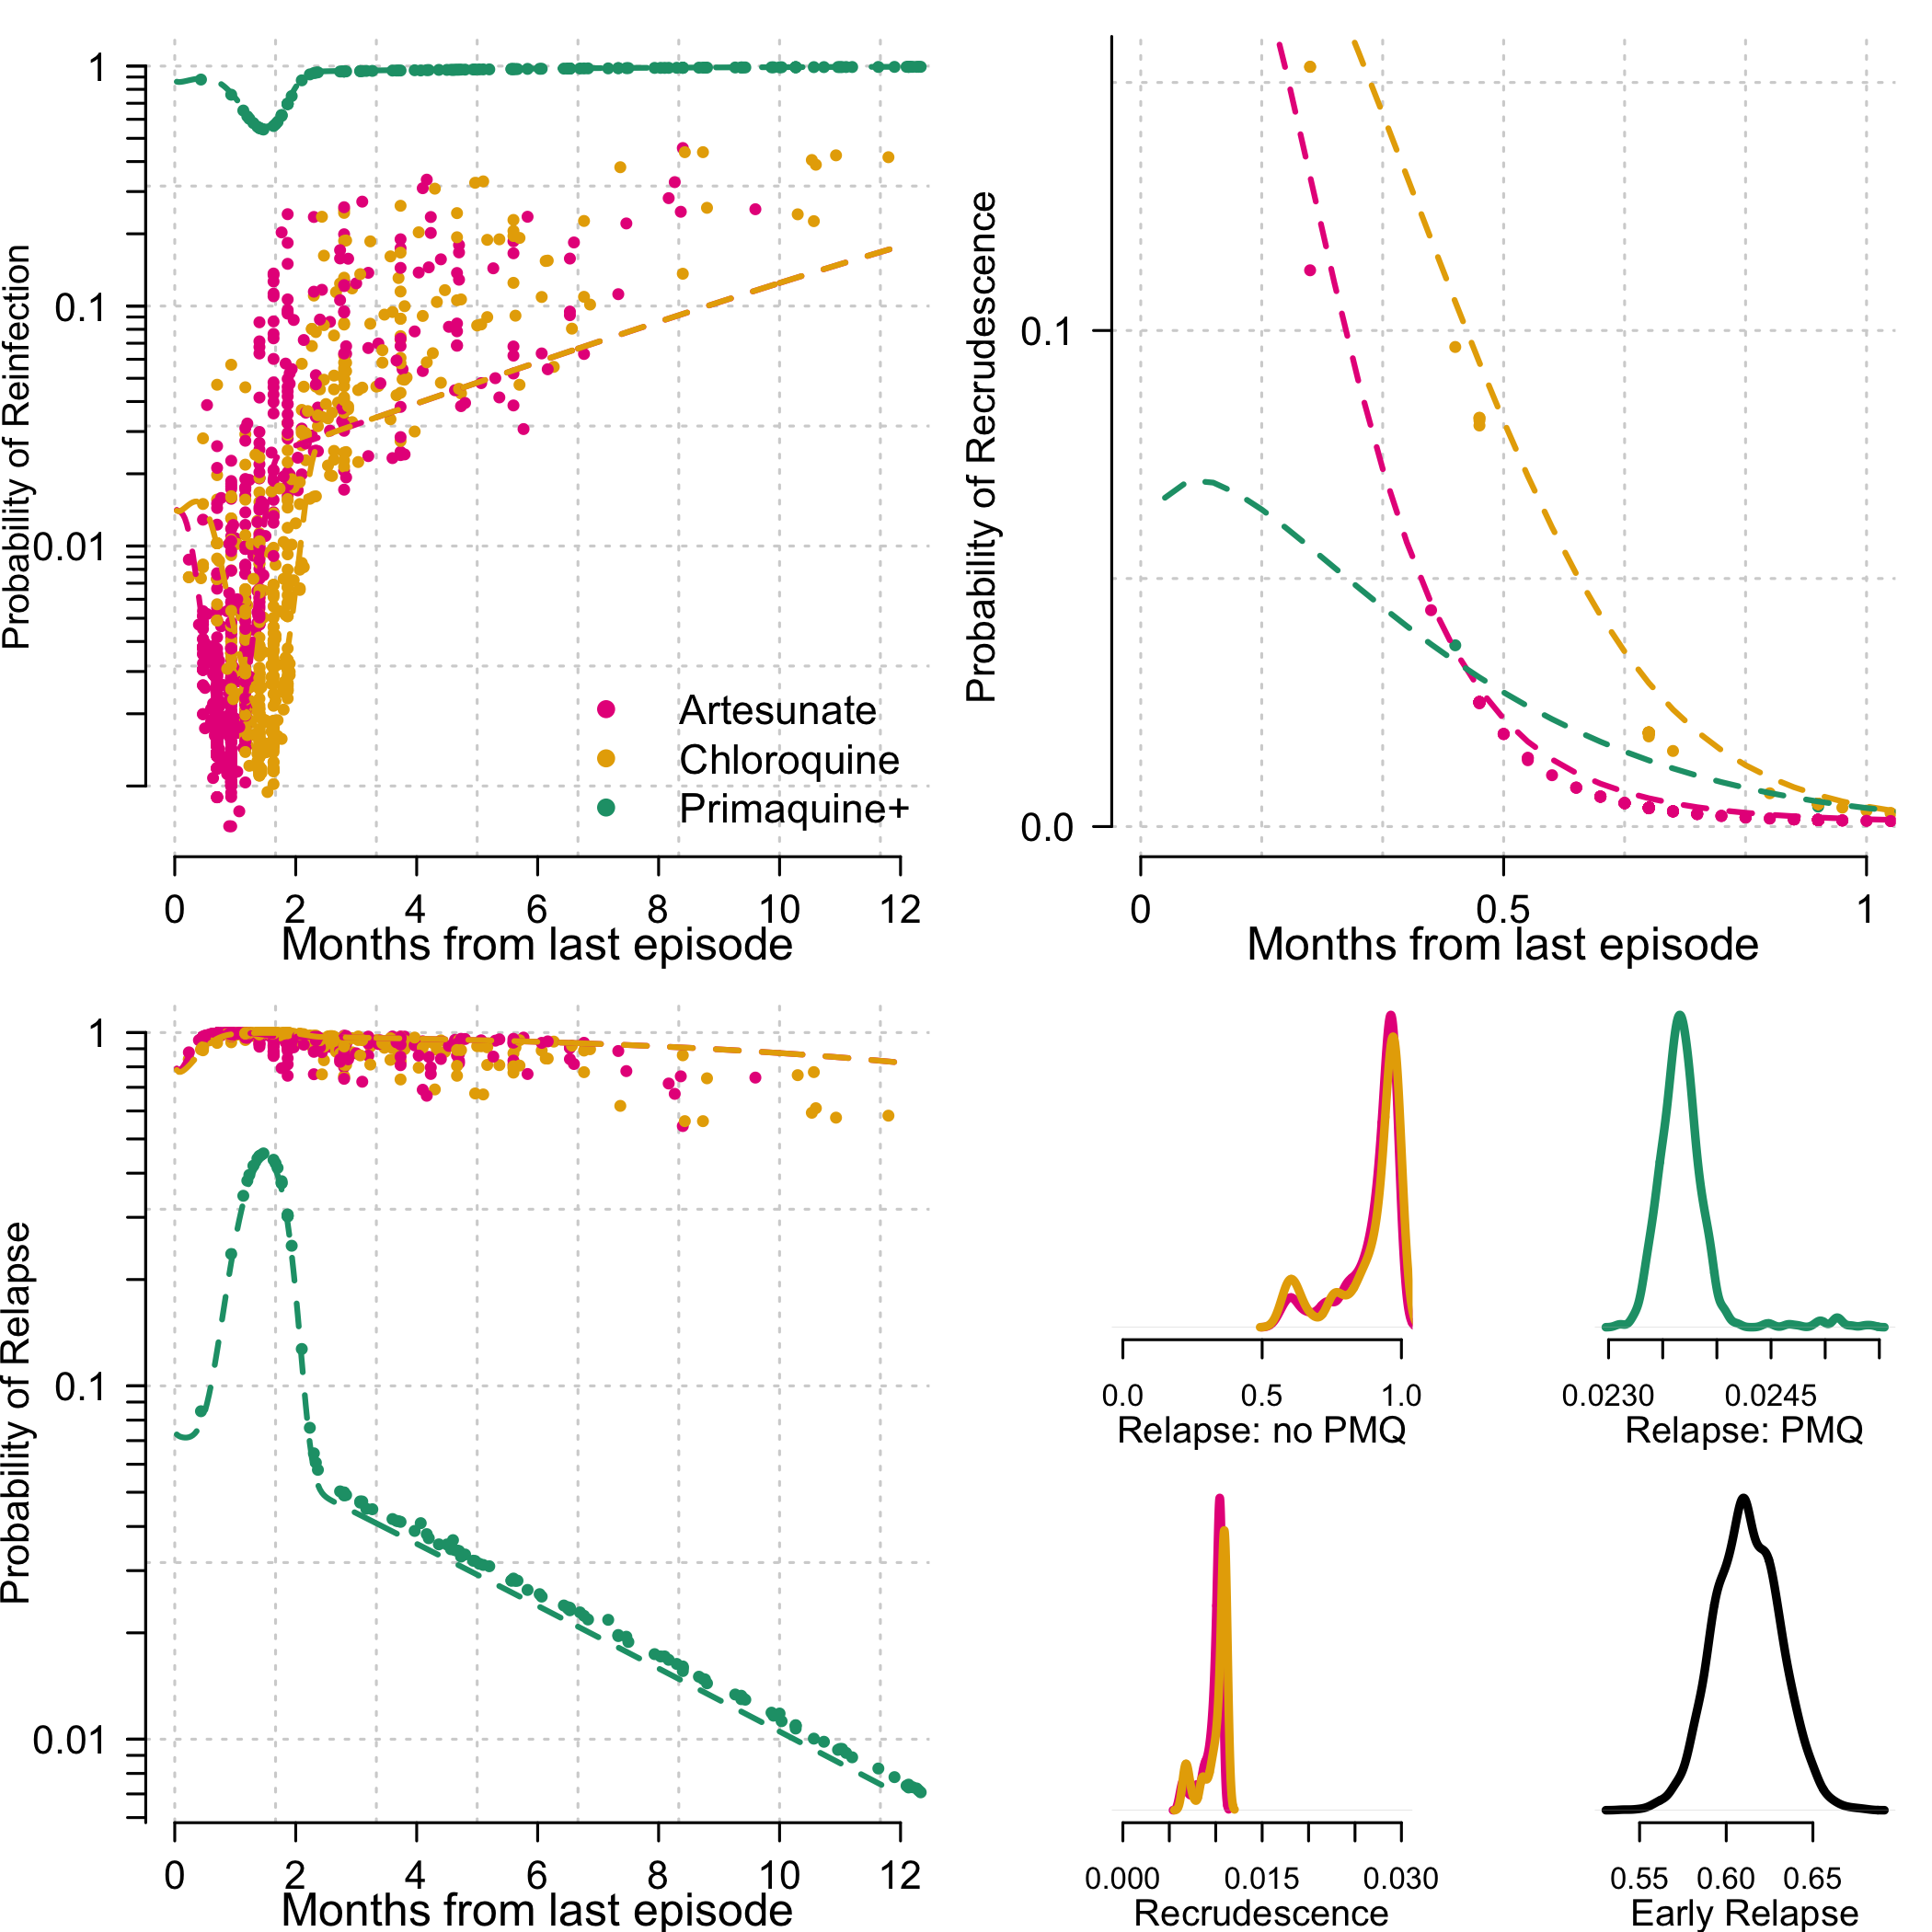 Probability of Reinfection
1
0.1
0.01
Artesunate
Chloroquine
Primaquine+
0 2 4 6 8 10 12
Months from last episode
Probability of Recrudescence
0.1
0.0
0 0.5 1
Months from last episode
Probability of Relapse
1
0.1
0.01
0 2 4 6 8 10 12
Months from last episode
0.0 0.5 1.0
Relapse: no PMQ
0.0230 0.0245
Relapse: PMQ
0.000 0.015 0.030
Recrudescence
0.55 0.60 0.65
Early Relapse